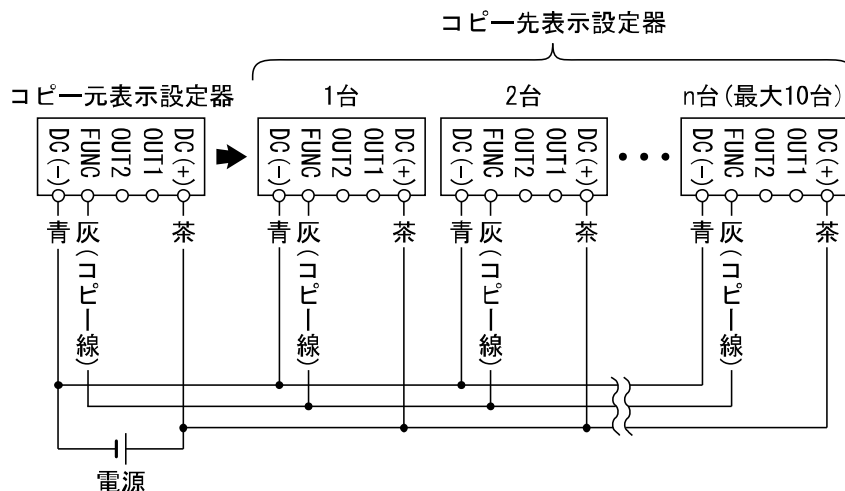 コピー先表示設定器
コピー元表示設定器
1台
2台
n台(最大10台)
DC(-)
FUNC
OUT2
OUT1
DC(+)
DC(-)
FUNC
OUT2
OUT1
DC(+)
DC(-)
FUNC
OUT2
OUT1
DC(+)
DC(-)
FUNC
OUT2
OUT1
DC(+)
青
灰(コピー線)
茶
青
灰(コピー線)
茶
青
灰(コピー線)
茶
青
灰(コピー線)
茶
電源